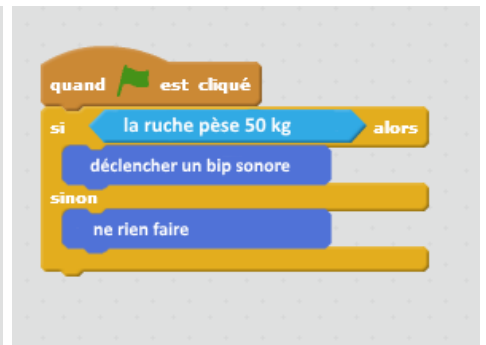 quand est cliqué
si la ruche pèse 50 kg alors
déclencher un bip sonore
sinon
ne rien faire